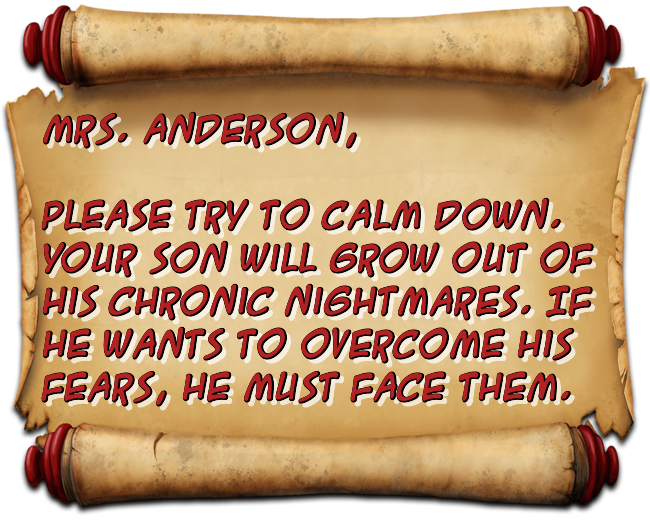 MRS. ANDERSON,
PLEASE TRY TO CALM DOWN.
YOUR SON WILL GROW OUT OF
HIS CHRONIC NIGHTMARES. IF
HE WANTS TO OVERCOME HIS
FEARS, HE MUST FACE THEM.